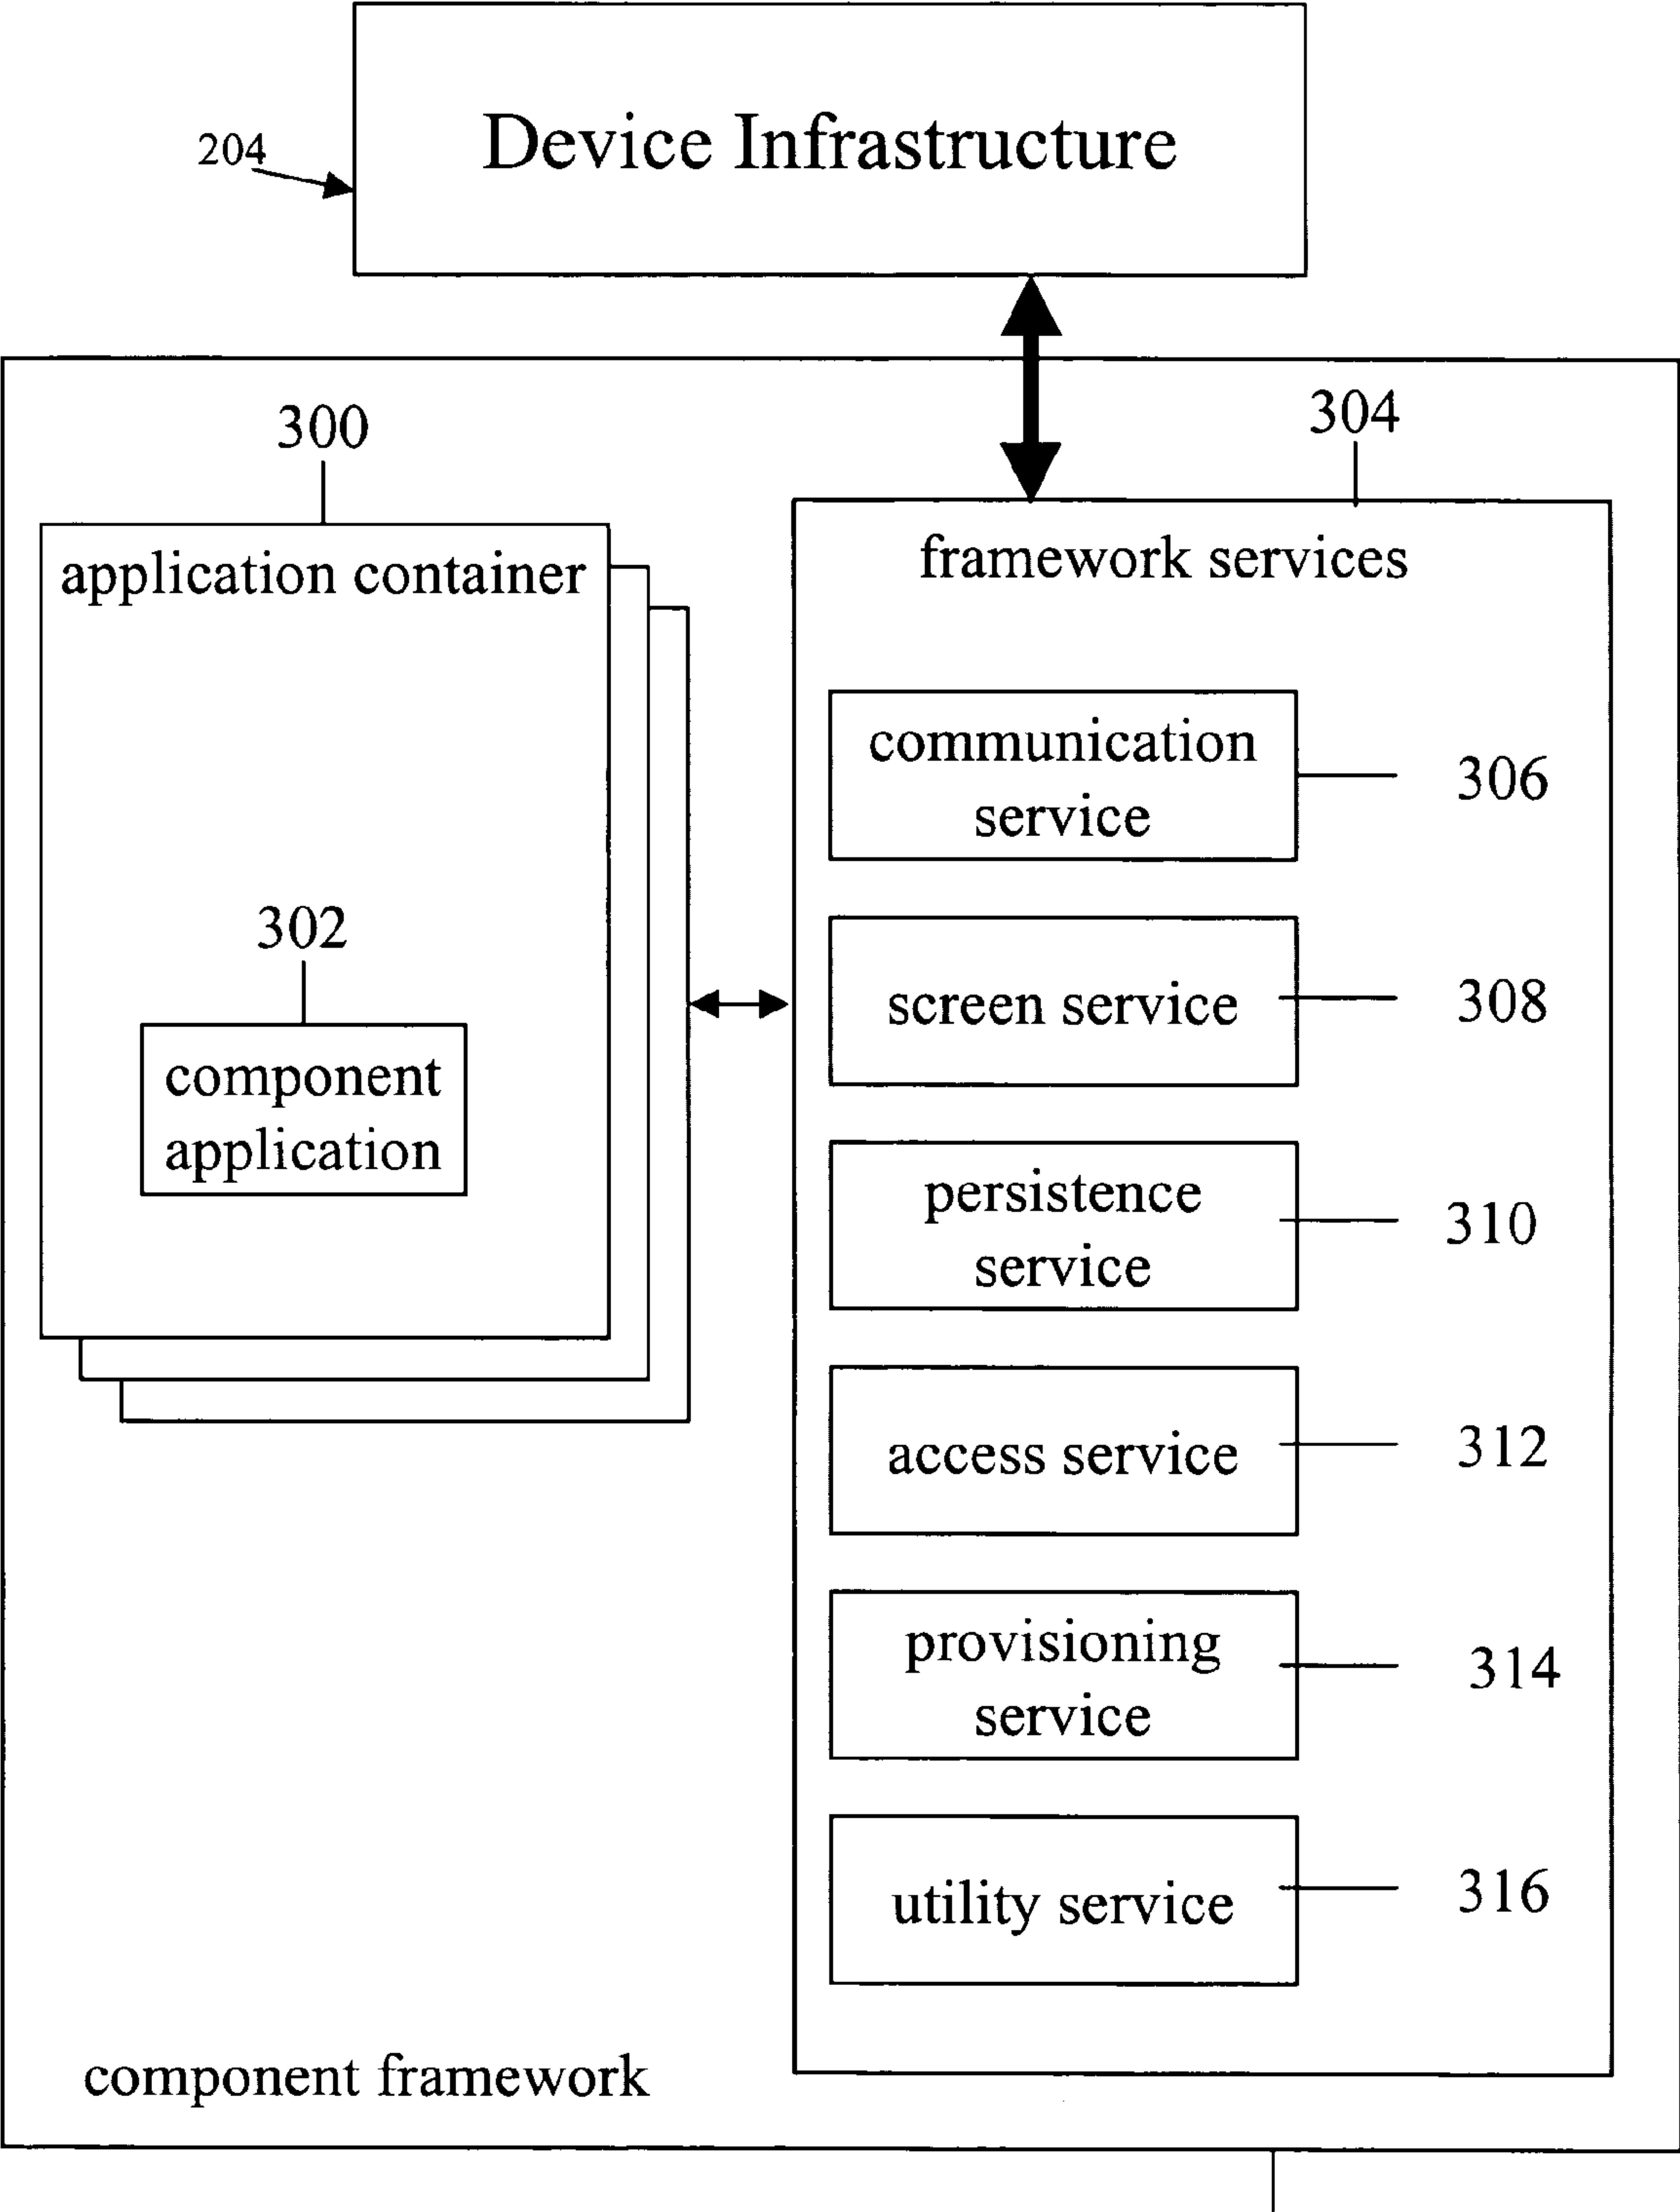 Device Infrastructure
204
300
304
application container
framework services
communication
service
306
302
screen service
308
component
application
persistence
service
310
access service
312
provisioning
service
314
utility service
316
component framework